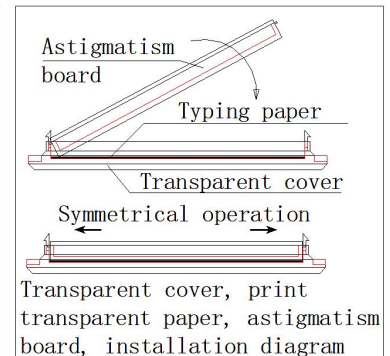 Astigmatism
board
Typing paper
Transparent cover
Symmetrical operation
Transparent cover, print
transparent paper, astigmatism
board, installation diagram